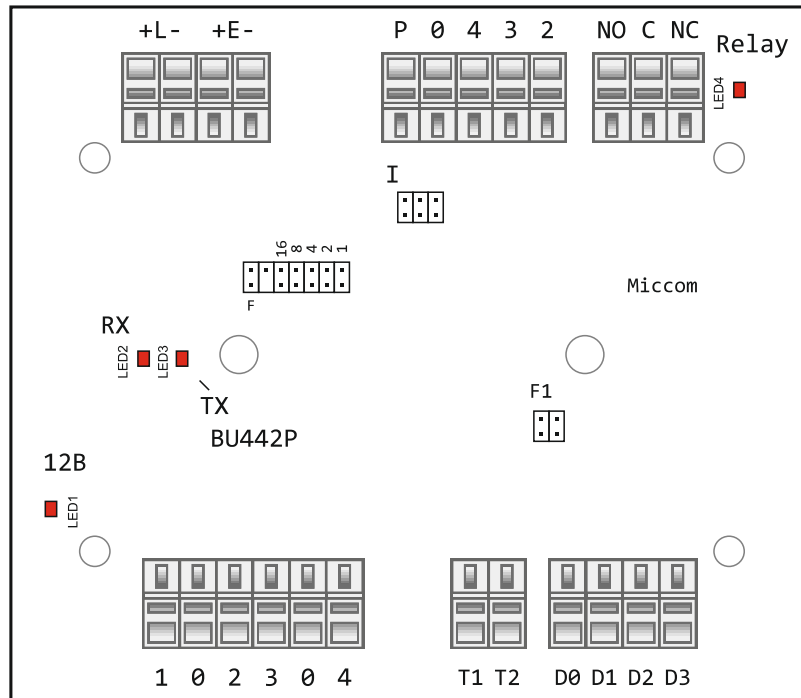 +L- +E-
P 0 4 3 2
NO C NC
Relay
LED4
I
16 8 4 2 1
F
Miccom
RX
LED2 LED3
TX
BU442P
F1
12B
LED1
1 0 2 3 0 4
T1 T2
D0 D1 D2 D3